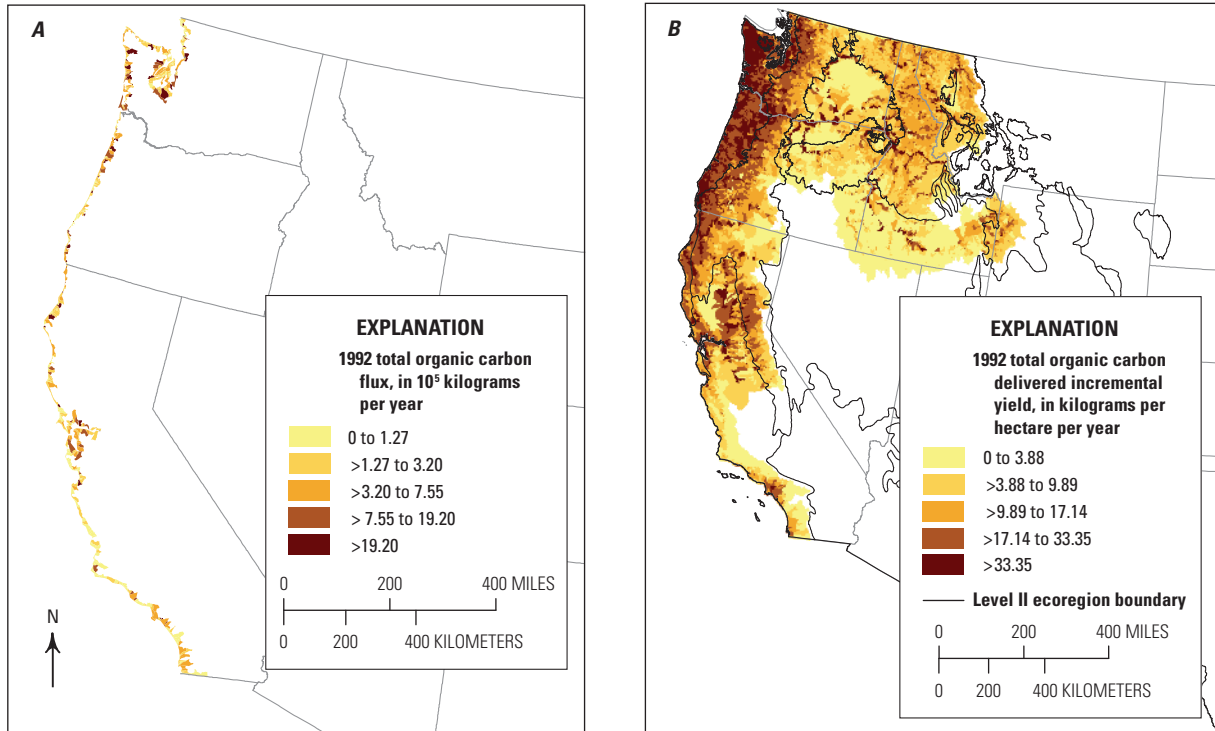 A
EXPLANATION
1992 total organic carbon
flux, in 10⁵ kilograms
per year
0 to 1.27
>1.27 to 3.20
>3.20 to 7.55
> 7.55 to 19.20
>19.20
0 200 400 MILES
0 200 400 KILOMETERS
N
B
EXPLANATION
1992 total organic carbon
delivered incremental
yield, in kilograms per
hectare per year
0 to 3.88
>3.88 to 9.89
>9.89 to 17.14
>17.14 to 33.35
>33.35
Level II ecoregion boundary
0 200 400 MILES
0 200 400 KILOMETERS